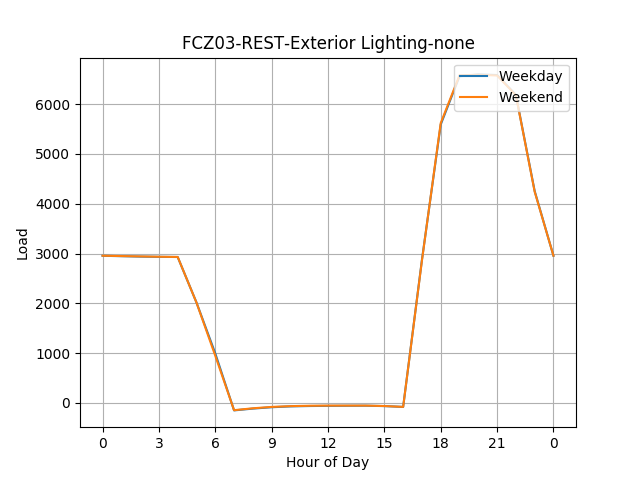 FCZ03-REST-Exterior Lighting-none
Weekday
Weekend
6000
5000
4000
3000
2000
1000
0
Load
0 3 6 9 12 15 18 21 0
Hour of Day